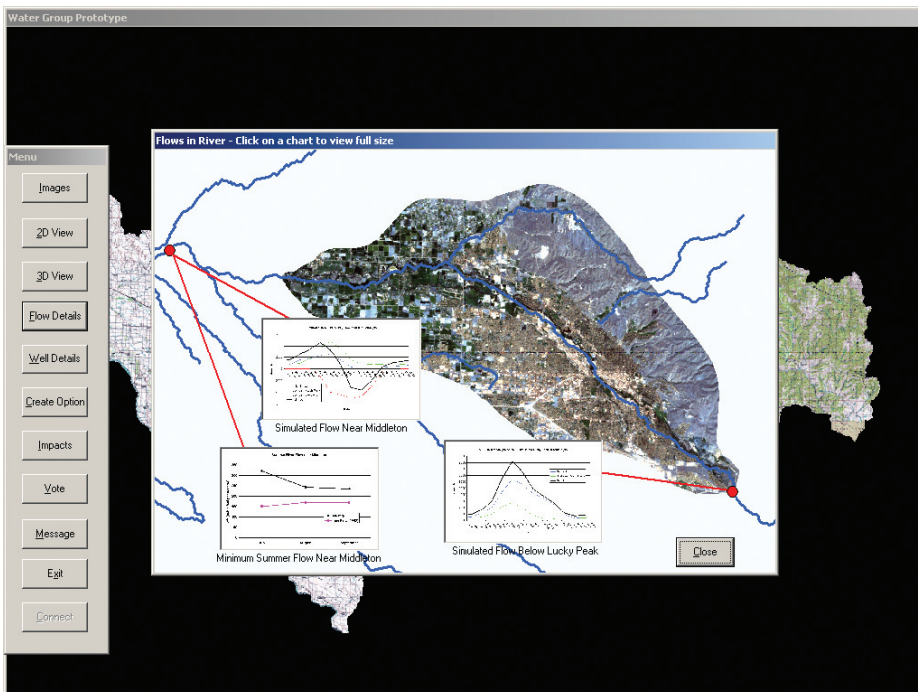 Water Group Prototype
Flows in River - Click on a chart to view full size
Menu
Images
2D View
3D View
Flow Details
Well Details
Create Option
Impacts
Vote
Message
Exit
Connect
Simulated Flow Near Middleton
Minimum Summer Flow Near Middleton
Simulated Flow Below Lucky Peak
Close